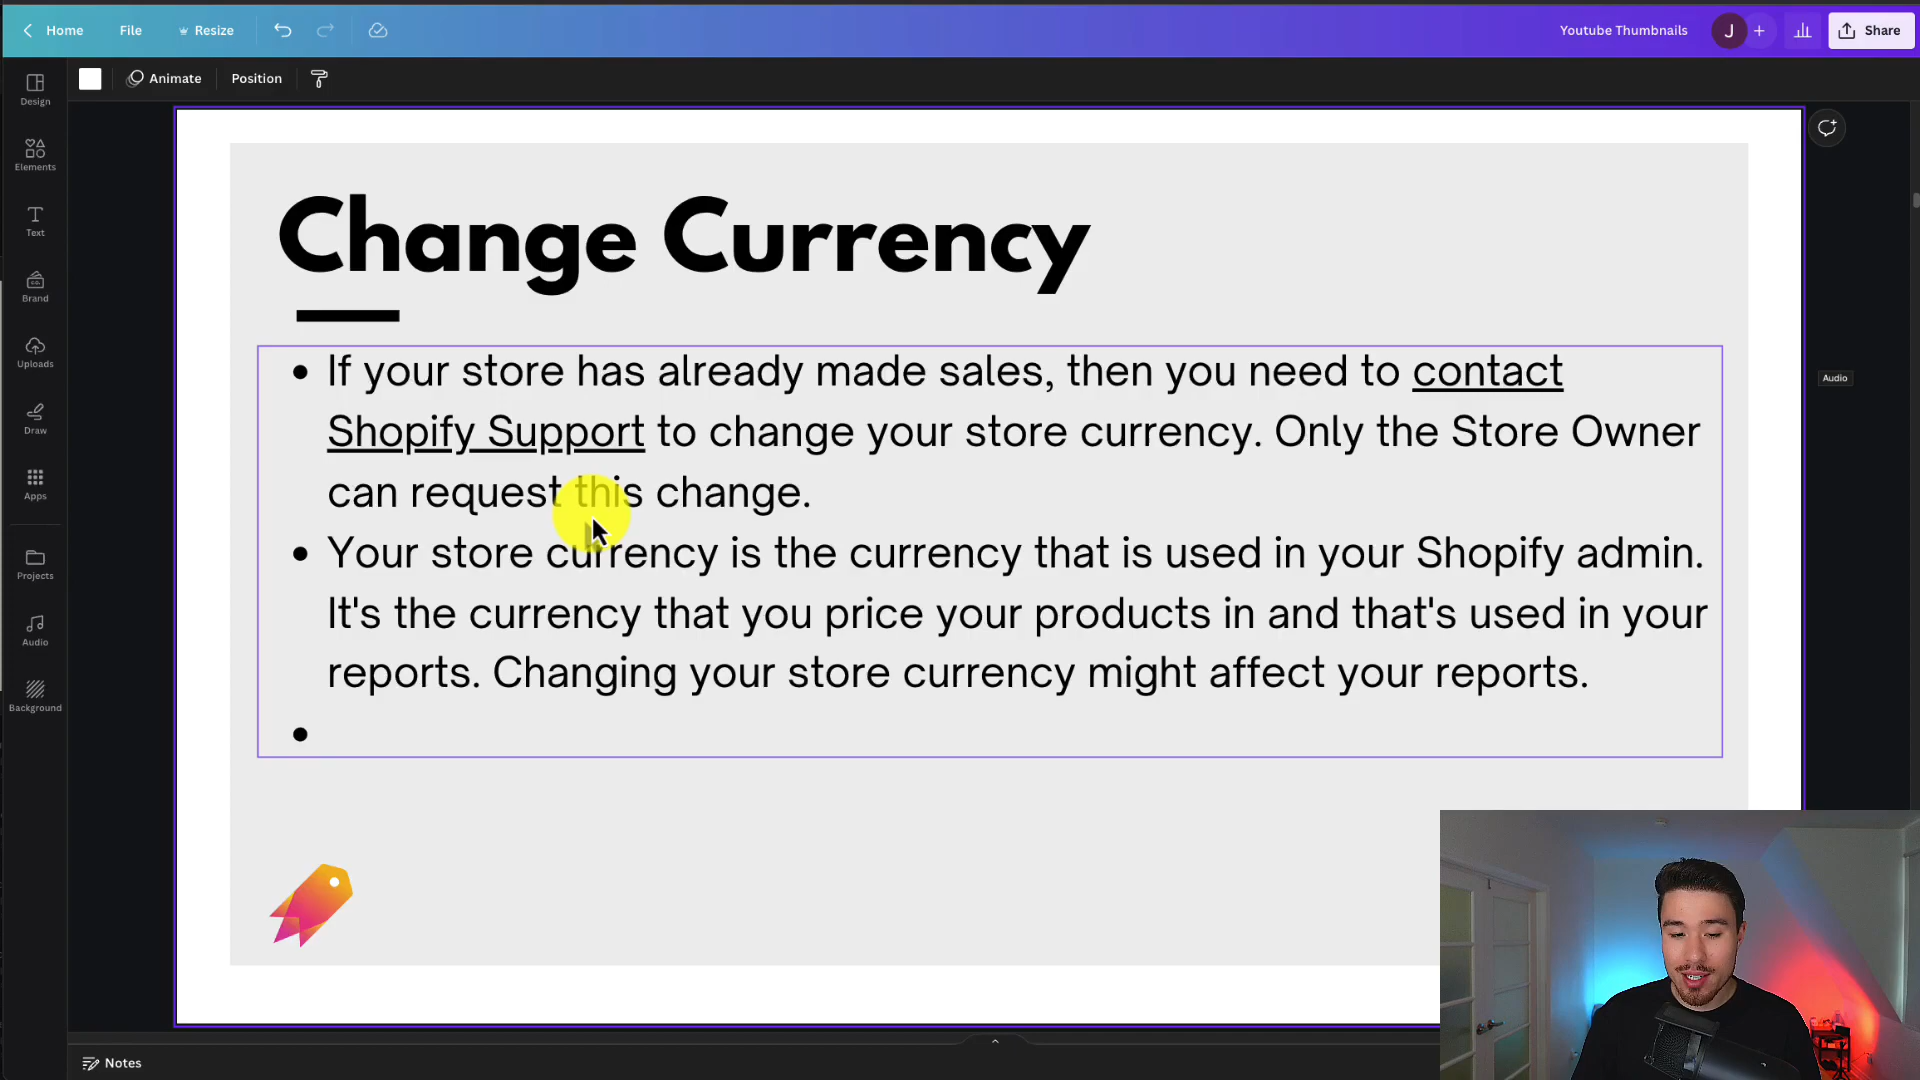 Home
File
Resize
Youtube Thumbnails
J
+
Share
Animate
Position
Design
Elements
Text
Brand
Uploads
Draw
Apps
Projects
Audio
Background
Change Currency
• If your store has already made sales, then you need to contact
Shopify Support to change your store currency. Only the Store Owner
can request this change.
• Your store currency is the currency that is used in your Shopify admin.
It's the currency that you price your products in and that's used in your
reports. Changing your store currency might affect your reports.
•
Audio
Notes